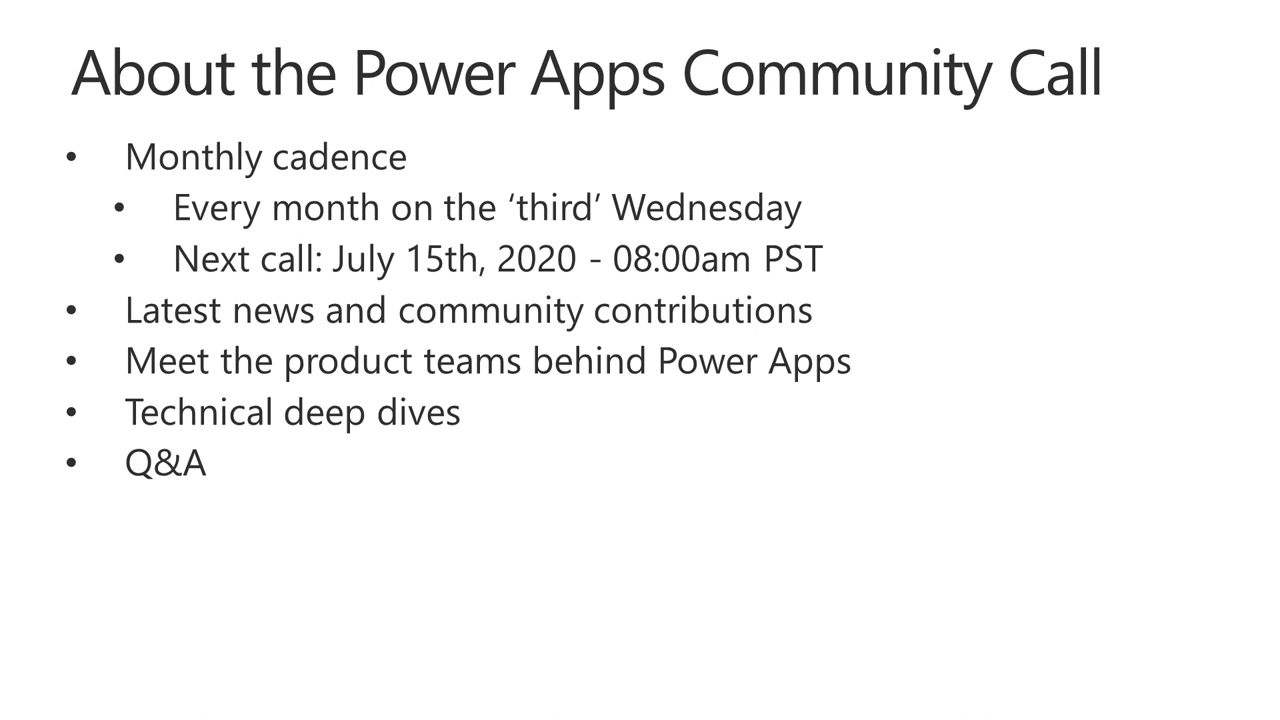 About the Power Apps Community Call
• Monthly cadence
• Every month on the ‘third’ Wednesday
• Next call: July 15th, 2020 - 08:00am PST
• Latest news and community contributions
• Meet the product teams behind Power Apps
• Technical deep dives
• Q&A